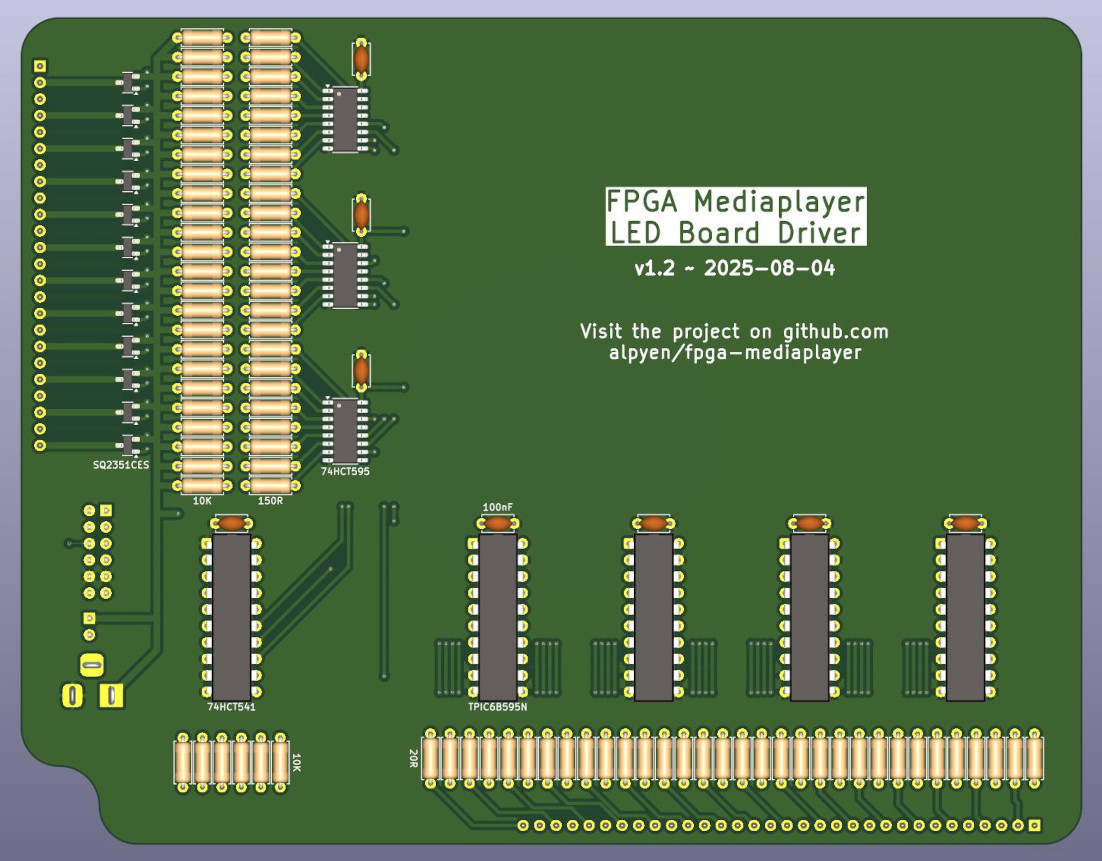 FPGA Mediaplayer
LED Board Driver
v1.2 ~ 2025-08-04
Visit the project on github.com
alpyen/fpga-mediaplayer
SQ2351CES
74HCT595
10K
150R
100nF
74HCT541
TPIC6B595N
10K
20R